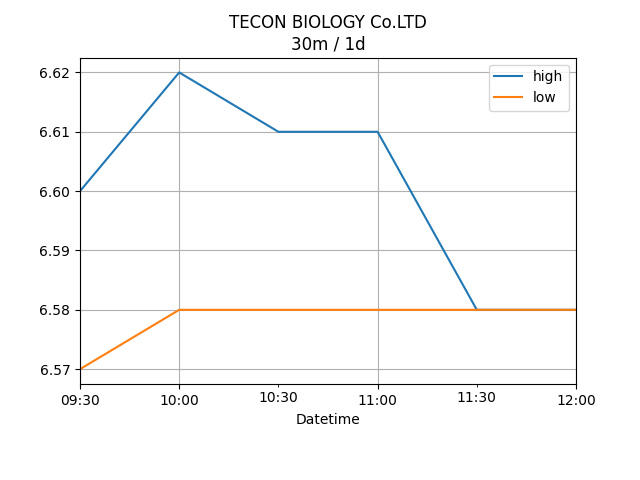 TECON BIOLOGY Co.LTD
30m / 1d
high
low
6.62
6.61
6.60
6.59
6.58
6.57
09:30 10:00 10:30 11:00 11:30 12:00
Datetime